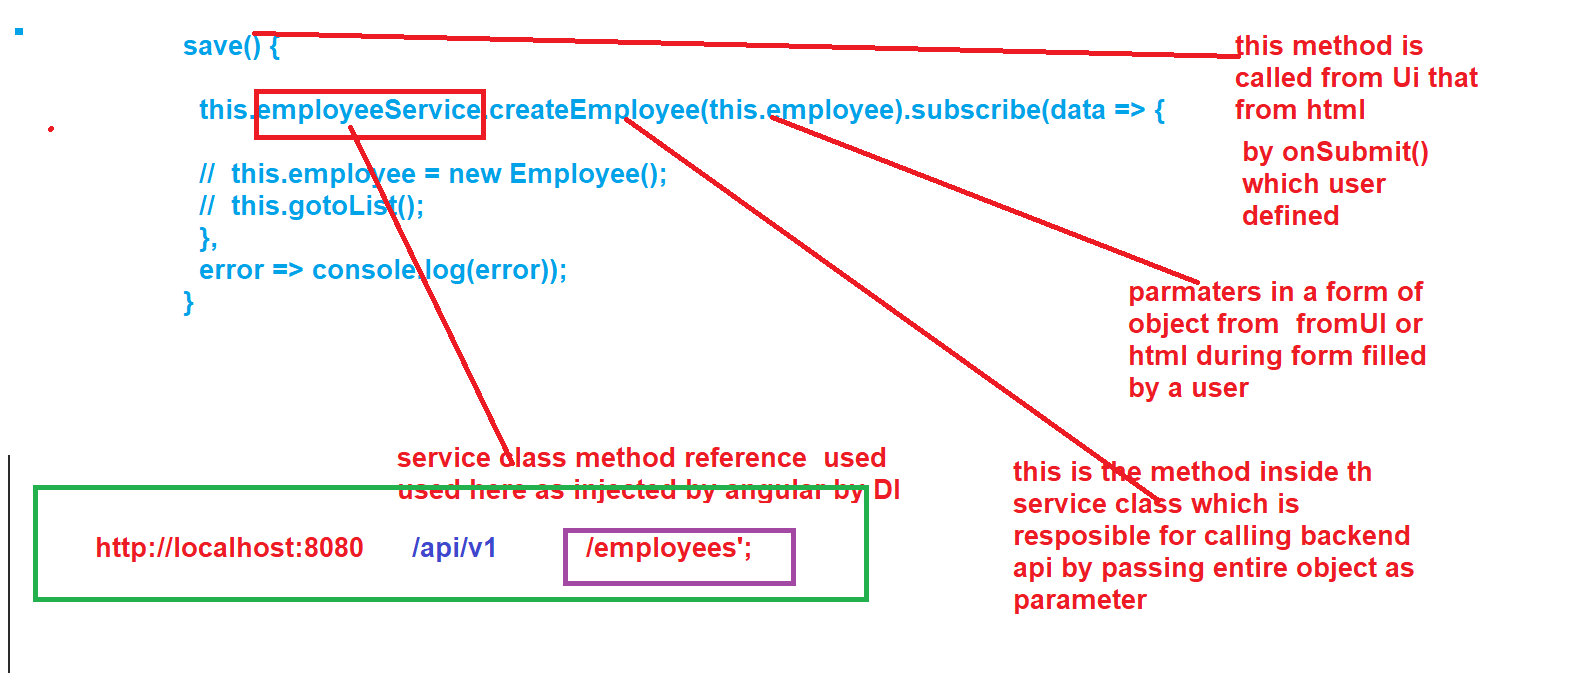 save() {
this.employeeService.createEmployee(this.employee).subscribe(data => {
//  this.employee = new Employee();
//  this.gotoList();
},
error => console.log(error));
}
this method is
called from Ui that
from html
by onSubmit()
which user
defined
parmaters in a form of
object from  fromUI or
html during form filled
by a user
service class method reference  used
used here as injected by angular by DI
this is the method inside th
service class which is
resposible for calling backend
api by passing entire object as
parameter
http://localhost:8080 /api/v1 /employees';